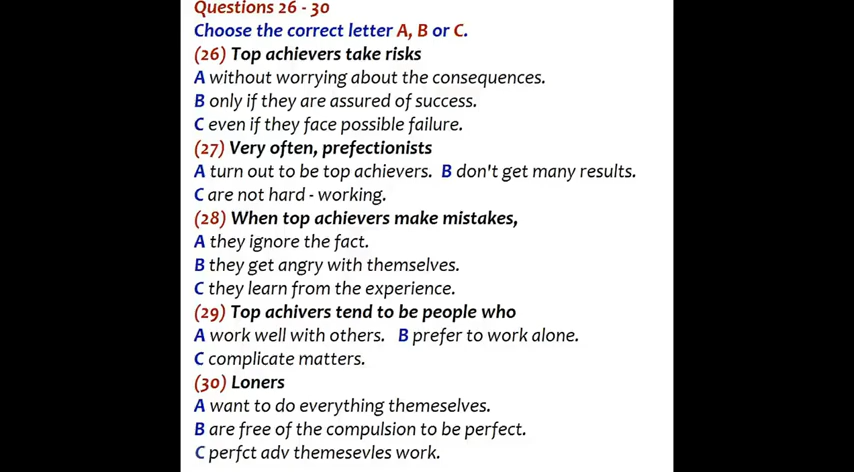 Questions 26 - 30
Choose the correct letter A, B or C.
(26) Top achievers take risks
A without worrying about the consequences.
B only if they are assured of success.
C even if they face possible failure.
(27) Very often, prefectionists
A turn out to be top achievers. B don't get many results.
C are not hard - working.
(28) When top achievers make mistakes,
A they ignore the fact.
B they get angry with themselves.
C they learn from the experience.
(29) Top achivers tend to be people who
A work well with others. B prefer to work alone.
C complicate matters.
(30) Loners
A want to do everything themeselves.
B are free of the compulsion to be perfect.
C perfct adv themesevles work.